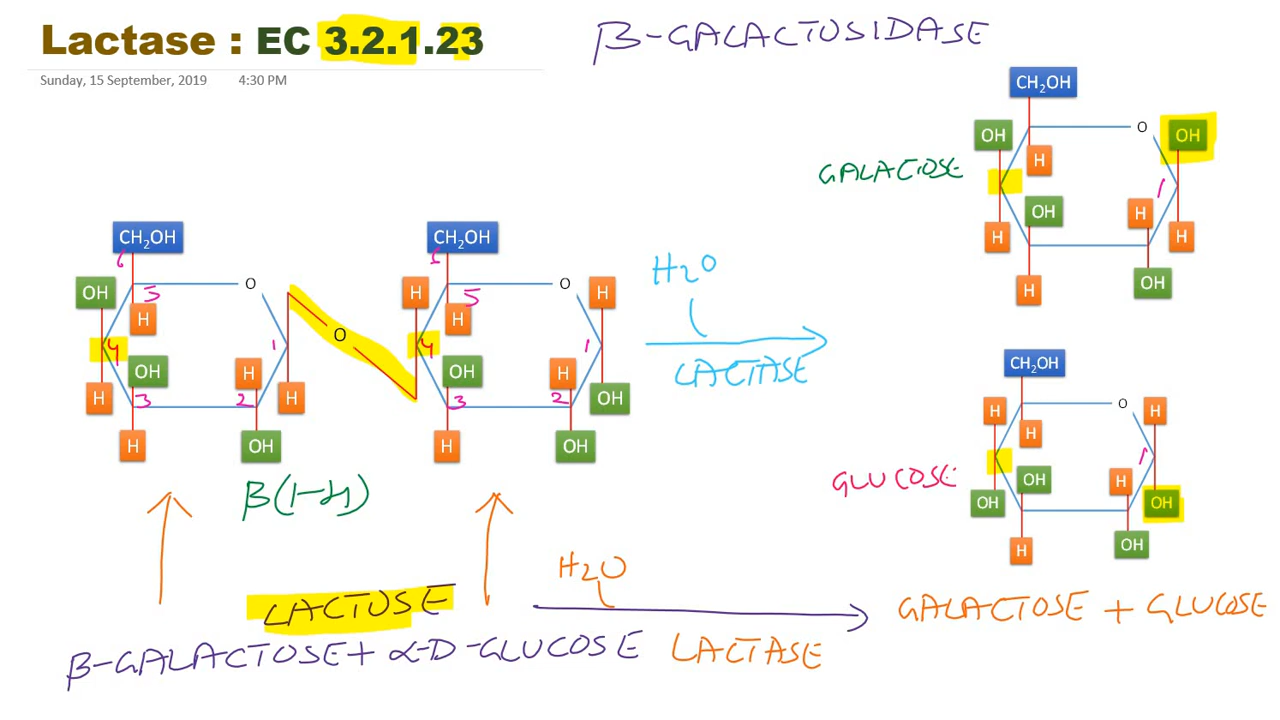 Lactase : EC 3.2.1.23
β-GALACTOSIDASE
Sunday, 15 September, 2019 4:30 PM
CH₂OH
OH O OH
GALACTOSE
H
1
OH H
H H
H OH
CH₂OH CH₂OH
6 6
OH 5 O H 5 O H
H O H
4 1 4 1
OH H OH H
H 3 2 H 3 2 OH
H OH H OH
β(1-4)
H2O
LACTASE
CH₂OH
H O H
H
GLUCOSE
1
OH H
OH OH
H OH
LACTOSE
H2O
GALACTOSE + GLUCOSE
β-GALACTOSE + α-D-GLUCOSE LACTASE